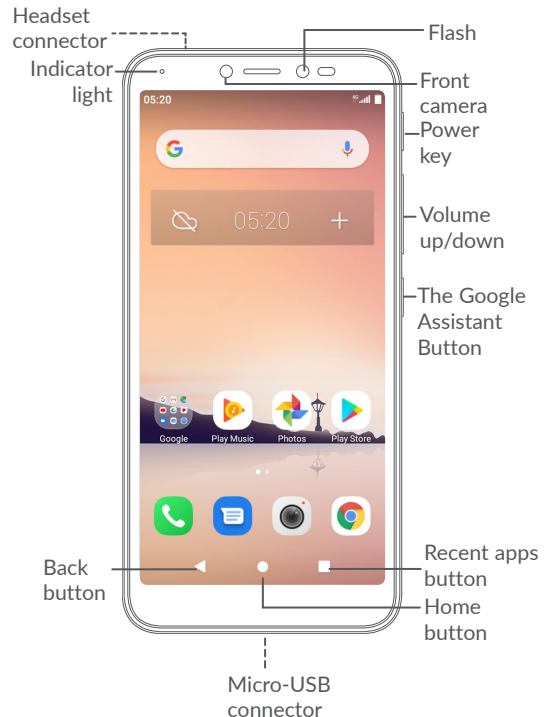 Headset
connector
Flash
Indicator
light
Front
camera
Power
key
05:20
4G
G
05:20
Volume
up/down
The Google
Assistant
Button
Google
Play Music
Photos
Play Store
Back
button
Recent apps
button
Home
button
Micro-USB
connector